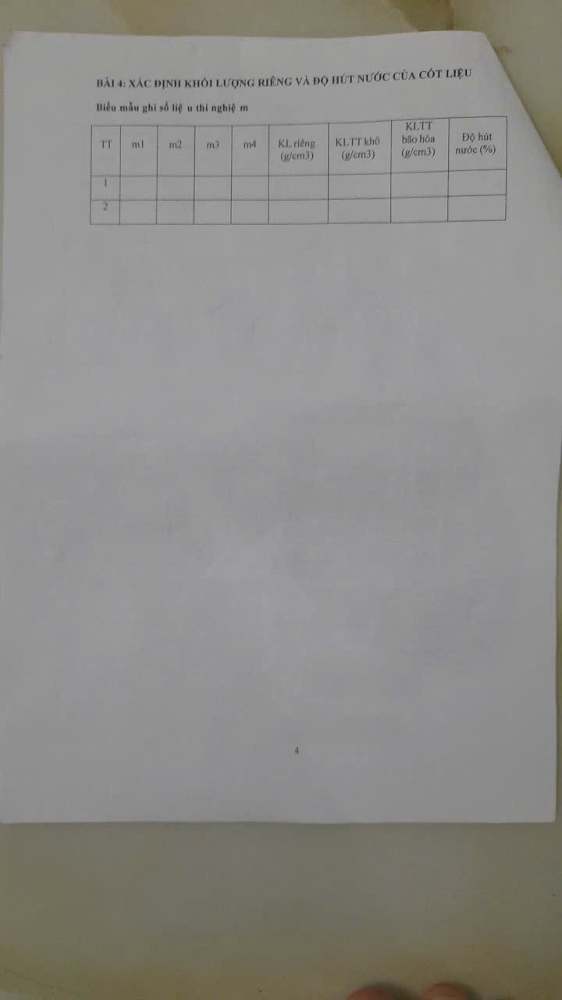 BÀI 4: XÁC ĐỊNH KHỐI LƯỢNG RIÊNG VÀ ĐỘ HÚT NƯỚC CỦA CỐT LIỆU
Biểu mẫu ghi số liệ u thí nghiệ m
TT m1 m2 m3 m4 KL riêng (g/cm3) KLTT khô (g/cm3) KLTT bão hòa (g/cm3) Độ hút nước (%)
1
2
4